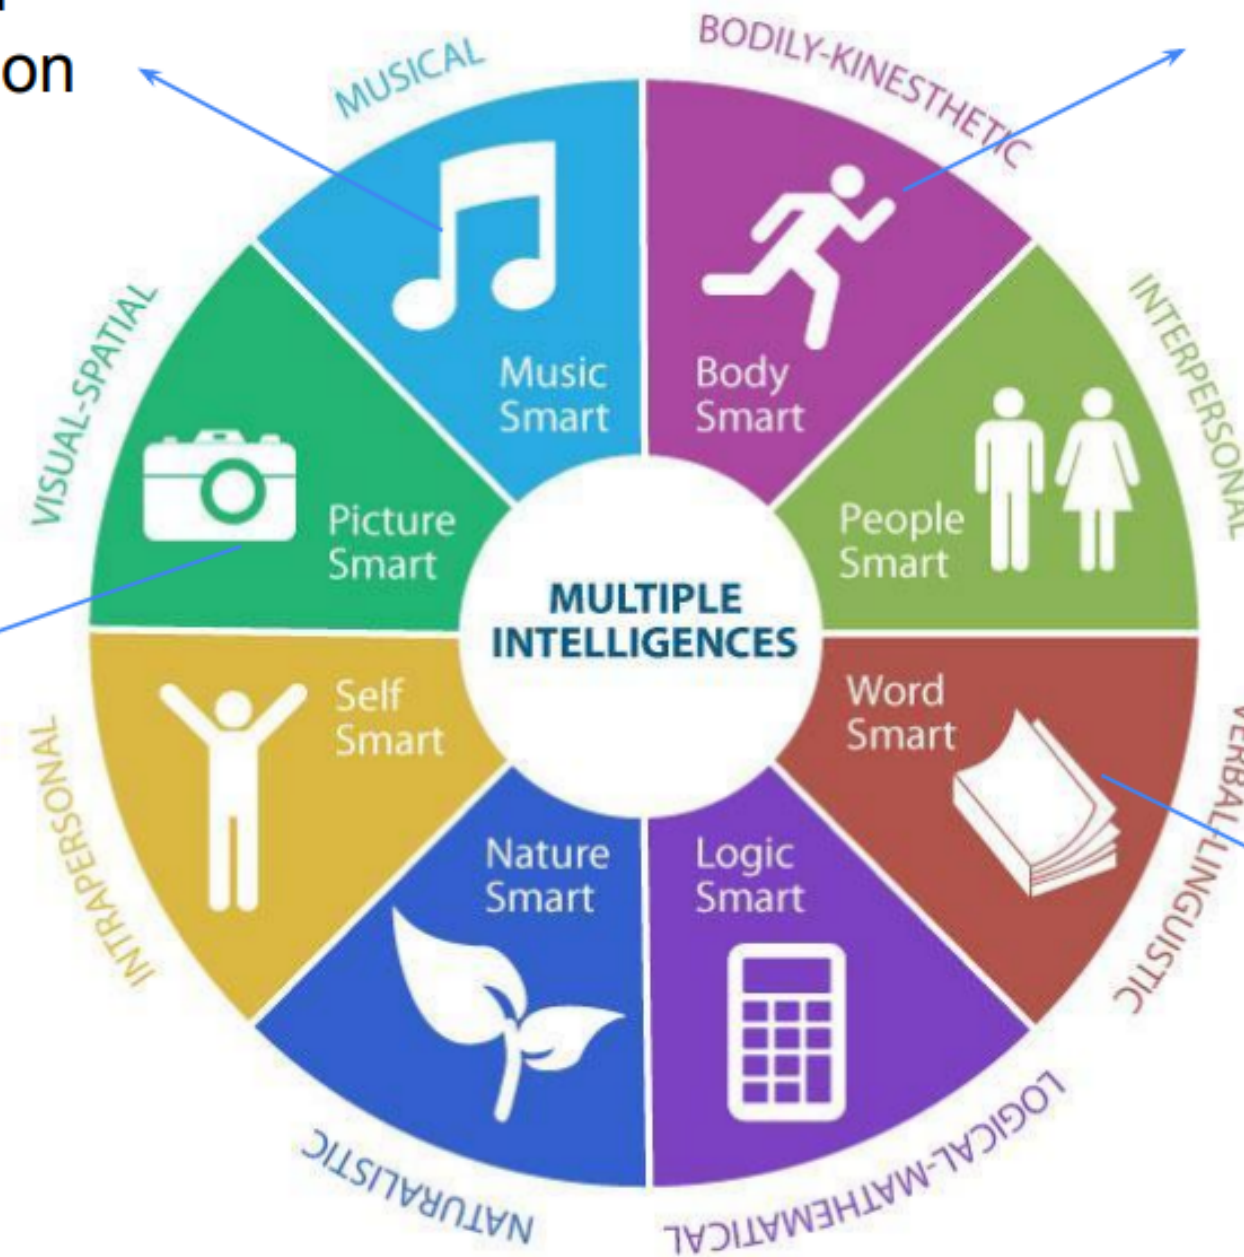 on
MUSICAL
BODILY-KINESTHETIC
VISUAL-SPATIAL
INTERPERSONAL
Music
Smart
Body
Smart
Picture
Smart
People
Smart
MULTIPLE
INTELLIGENCES
Self
Smart
Word
Smart
INTRAPERSONAL
VERBAL-LINGUISTIC
Nature
Smart
Logic
Smart
NATURALISTIC
LOGICAL-MATHEMATICAL